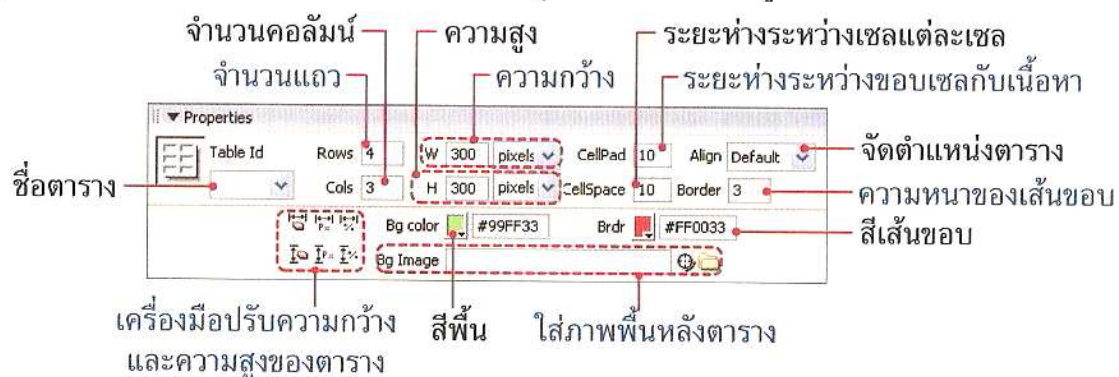 จำนวนคอลัมน์ ความสูง ระยะห่างระหว่างเซลแต่ละเซล
จำนวนแถว ความกว้าง ระยะห่างระหว่างขอบเซลกับเนื้อหา
Properties
Table Id Rows 4 W 300 pixels CellPad 10 Align Default จัดตำแหน่งตาราง
ชื่อตาราง Cols 3 H 300 pixels CellSpace 10 Border 3 ความหนาของเส้นขอบ
Bg color #99FF33 Brdr #FF0033 สีเส้นขอบ
Bg Image
เครื่องมือปรับความกว้าง สีพื้น ใส่ภาพพื้นหลังตาราง
และความสูงของตาราง